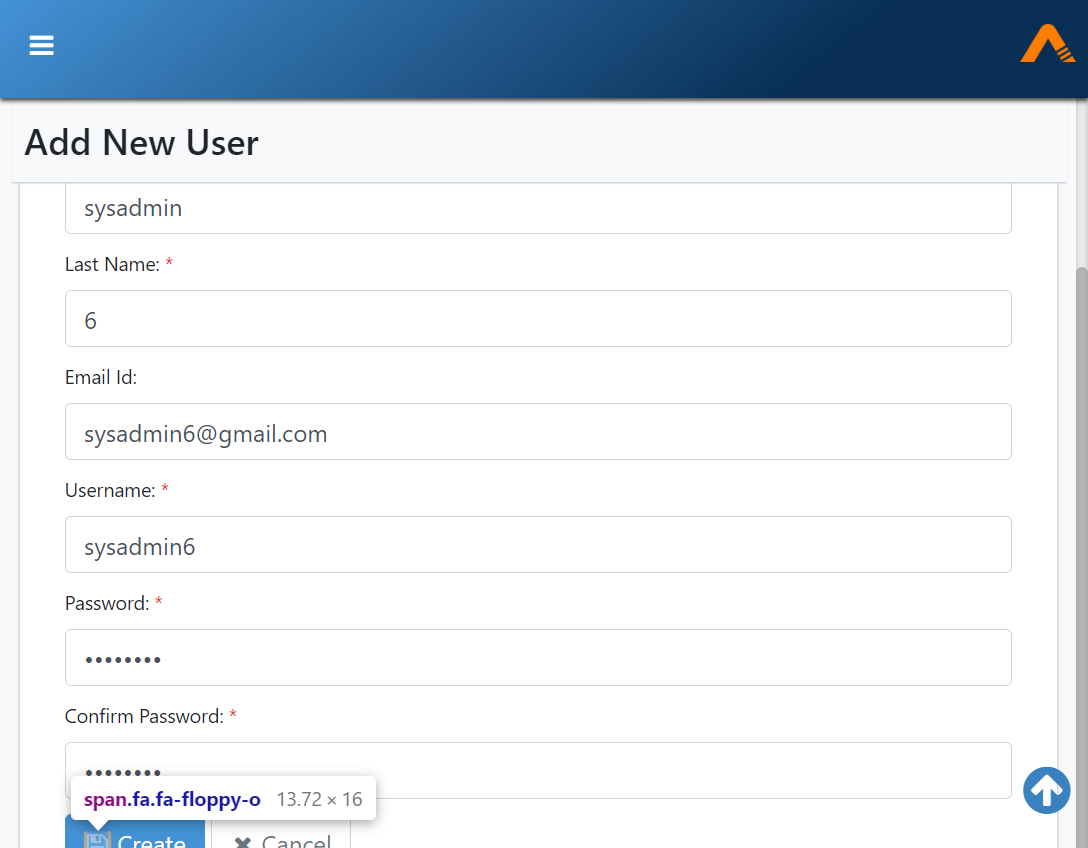 Add New User
sysadmin
Last Name: *
6
Email Id:
sysadmin6@gmail.com
Username: *
sysadmin6
Password: *
••••••••
Confirm Password: *
••••••••
span.fa.fa-floppy-o 13.72 × 16
Create Cancel